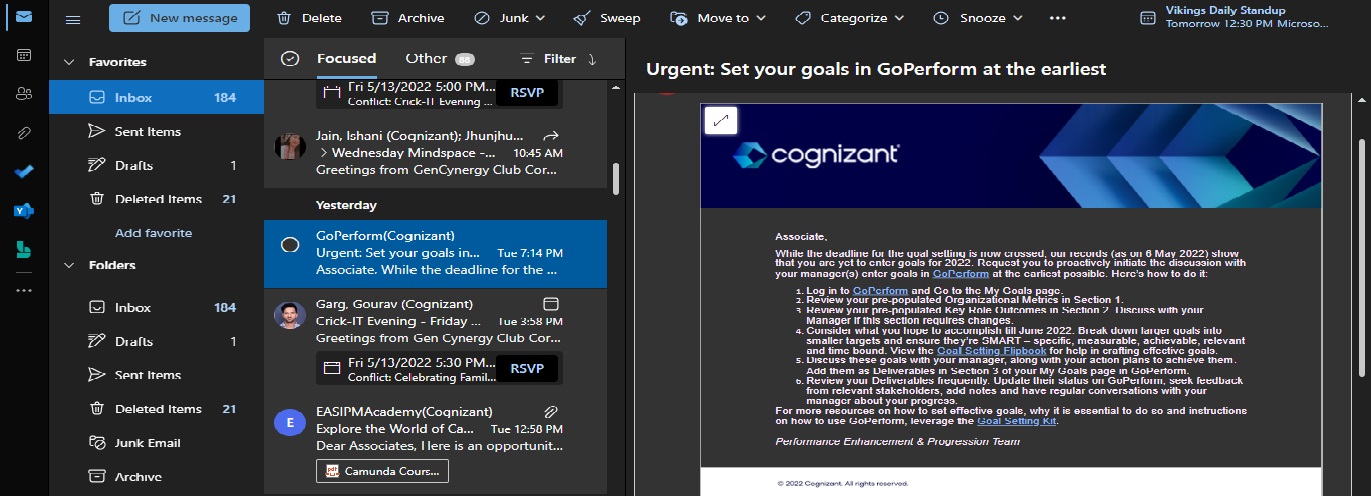 New message
Delete
Archive
Junk
Sweep
Move to
Categorize
Snooze
Vikings Daily Standup
Tomorrow 12:30 PM Microso...
Favorites
Inbox 184
Sent Items
Drafts 1
Deleted Items 21
Add favorite
Folders
Inbox 184
Drafts 1
Sent Items
Deleted Items 21
Junk Email
Archive
Focused
Other 88
Filter
Fri 5/13/2022 5:00 PM...
Conflict: Crick-IT Evening ...
RSVP
Jain, Ishani (Cognizant); Jhunjhu...
Wednesday Mindspace -... 10:45 AM
Greetings from GenCynergy Club Cor...
Yesterday
GoPerform(Cognizant)
Urgent: Set your goals in... Tue 7:14 PM
Associate. While the deadline for the ...
Garg, Gourav (Cognizant)
Crick-IT Evening - Friday ... Tue 3:58 PM
Greetings from Gen Cynergy Club Cor...
Fri 5/13/2022 5:30 PM...
Conflict: Celebrating Famil...
RSVP
E
EASIPMAcademy(Cognizant)
Explore the World of Ca... Tue 12:58 PM
Dear Associates, Here is an opportunit...
pdf
Camunda Cours...
Urgent: Set your goals in GoPerform at the earliest
cognizant
Associate,
While the deadline for the goal setting is now crossed, our records (as on 6 May 2022) show
that you are yet to enter goals for 2022. Request you to proactively initiate the discussion with
your manager(s) enter goals in GoPerform at the earliest possible. Here's how to do it:
1. Log in to GoPerform and Go to the My Goals page.
2. Review your pre-populated Organizational Metrics in Section 1.
3. Review your pre-populated Key Role Outcomes in Section 2. Discuss with your
Manager if this section requires changes.
4. Consider what you hope to accomplish till June 2022. Break down larger goals into
smaller targets and ensure they're SMART – specific, measurable, achievable, relevant
and time bound. View the Goal Setting Flipbook for help in crafting effective goals.
5. Discuss these goals with your manager, along with your action plans to achieve them.
Add them as Deliverables in Section 3 of your My Goals page in GoPerform.
6. Review your Deliverables frequently. Update their status on GoPerform, seek feedback
from relevant stakeholders, add notes and have regular conversations with your
manager about your progress.
For more resources on how to set effective goals, why it is essential to do so and instructions
on how to use GoPerform, leverage the Goal Setting Kit.
Performance Enhancement & Progression Team
© 2022 Cognizant. All rights reserved.